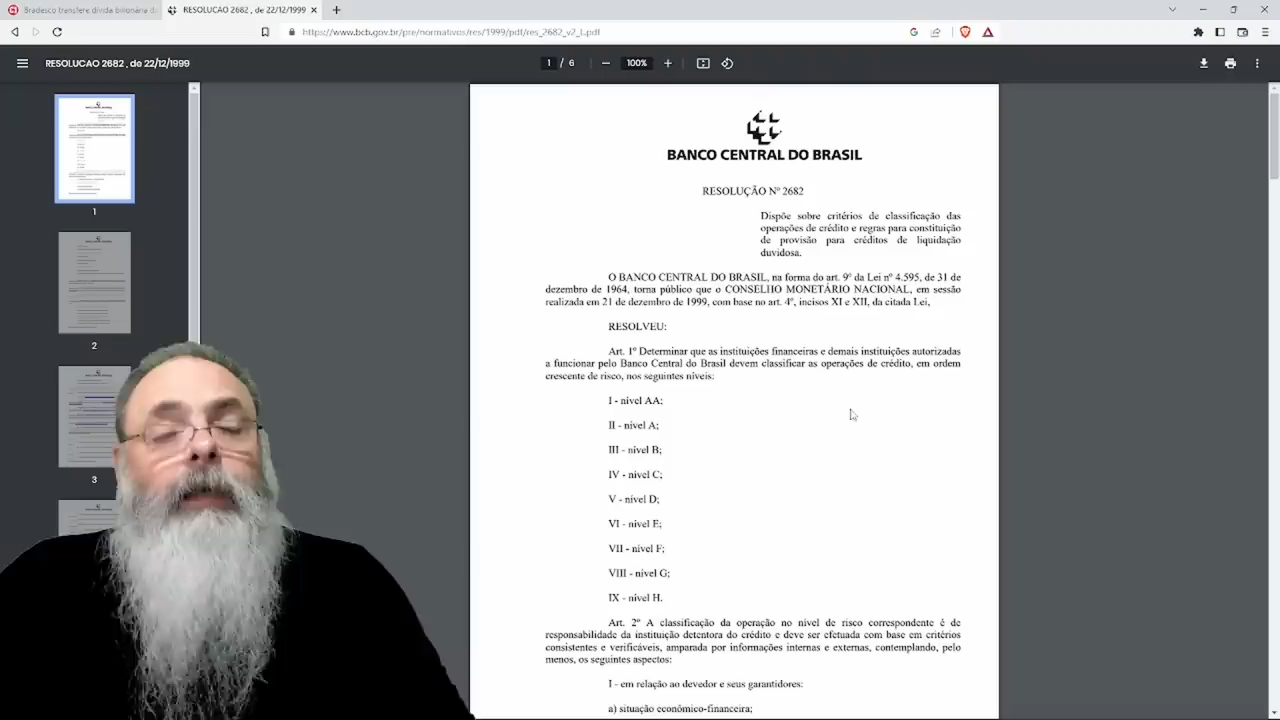 Bradesco transfere dívida bilionária d
RESOLUCAO 2682 , de 22/12/1999
https://www.bcb.gov.br/pre/normativos/res/1999/pdf/res_2682_v2_L.pdf
RESOLUCAO 2682 , de 22/12/1999
1 / 6
100%
BANCO CENTRAL DO BRASIL
RESOLUÇÃO Nº 2682
Dispõe sobre critérios de classificação das
operações de crédito e regras para constituição
de provisão para créditos de liquidação
duvidosa.
O BANCO CENTRAL DO BRASIL, na forma do art. 9º da Lei nº 4.595, de 31 de
dezembro de 1964, torna público que o CONSELHO MONETÁRIO NACIONAL, em sessão
realizada em 21 de dezembro de 1999, com base no art. 4º, incisos XI e XII, da citada Lei,
RESOLVEU:
Art. 1º Determinar que as instituições financeiras e demais instituições autorizadas
a funcionar pelo Banco Central do Brasil devem classificar as operações de crédito, em ordem
crescente de risco, nos seguintes níveis:
I - nível AA;
II - nível A;
III - nível B;
IV - nível C;
V - nível D;
VI - nível E;
VII - nível F;
VIII - nível G;
IX - nível H.
Art. 2º A classificação da operação no nível de risco correspondente é de
responsabilidade da instituição detentora do crédito e deve ser efetuada com base em critérios
consistentes e verificáveis, amparada por informações internas e externas, contemplando, pelo
menos, os seguintes aspectos:
I - em relação ao devedor e seus garantidores:
a) situação econômico-financeira;
1
2
3